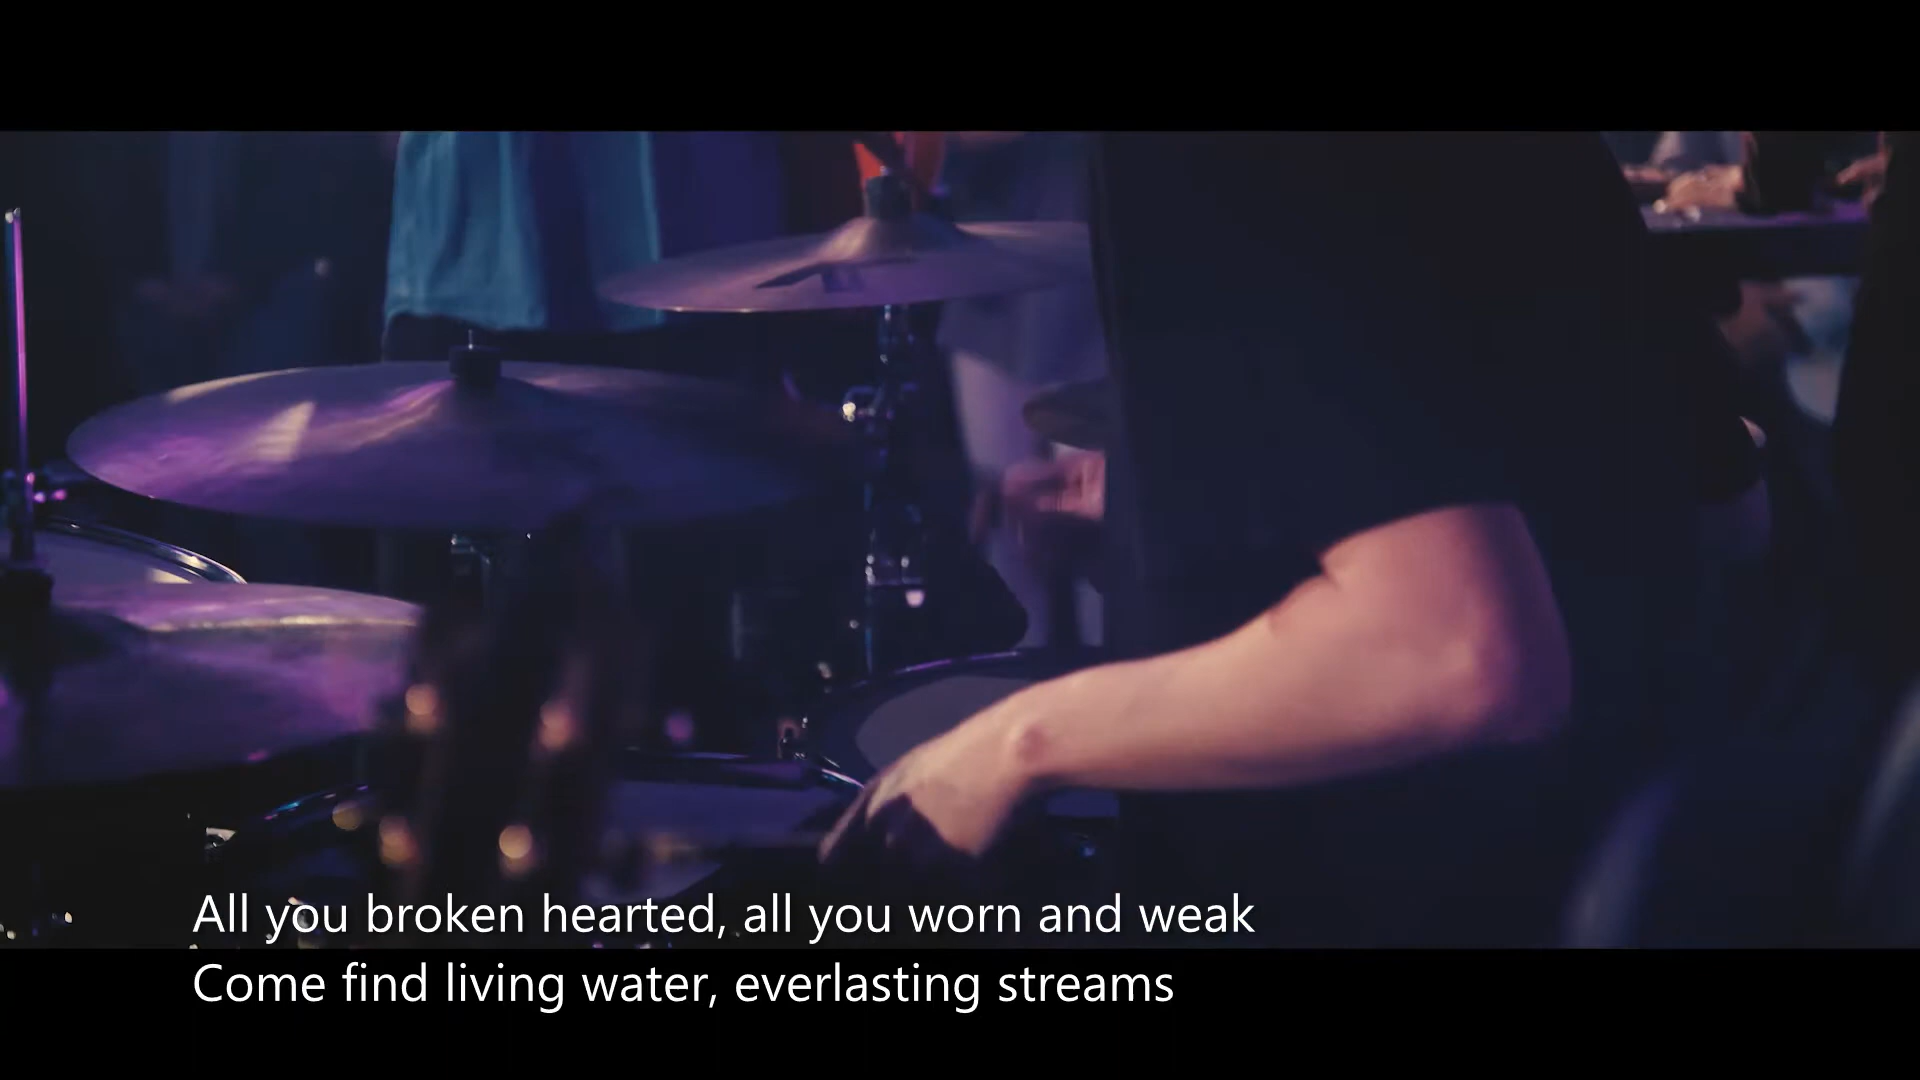 All you broken hearted, all you worn and weak
Come find living water, everlasting streams